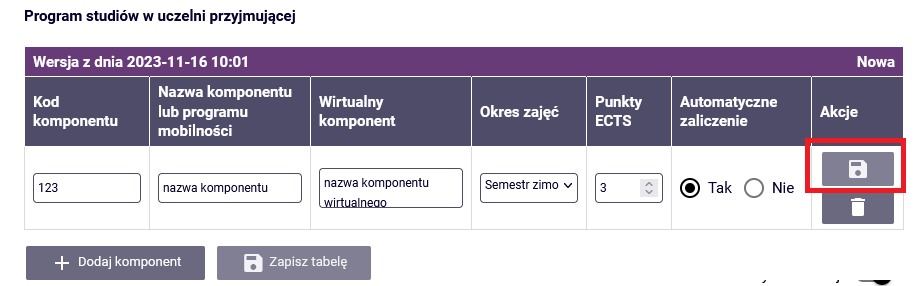 Program studiów w uczelni przyjmującej
Wersja z dnia 2023-11-16 10:01 Nowa
Kod komponentu
Nazwa komponentu lub programu mobilności
Wirtualny komponent
Okres zajęć
Punkty ECTS
Automatyczne zaliczenie
Akcje
123
nazwa komponentu
nazwa komponentu
wirtualnego
Semestr zimo
3
Tak Nie
Dodaj komponent
Zapisz tabelę